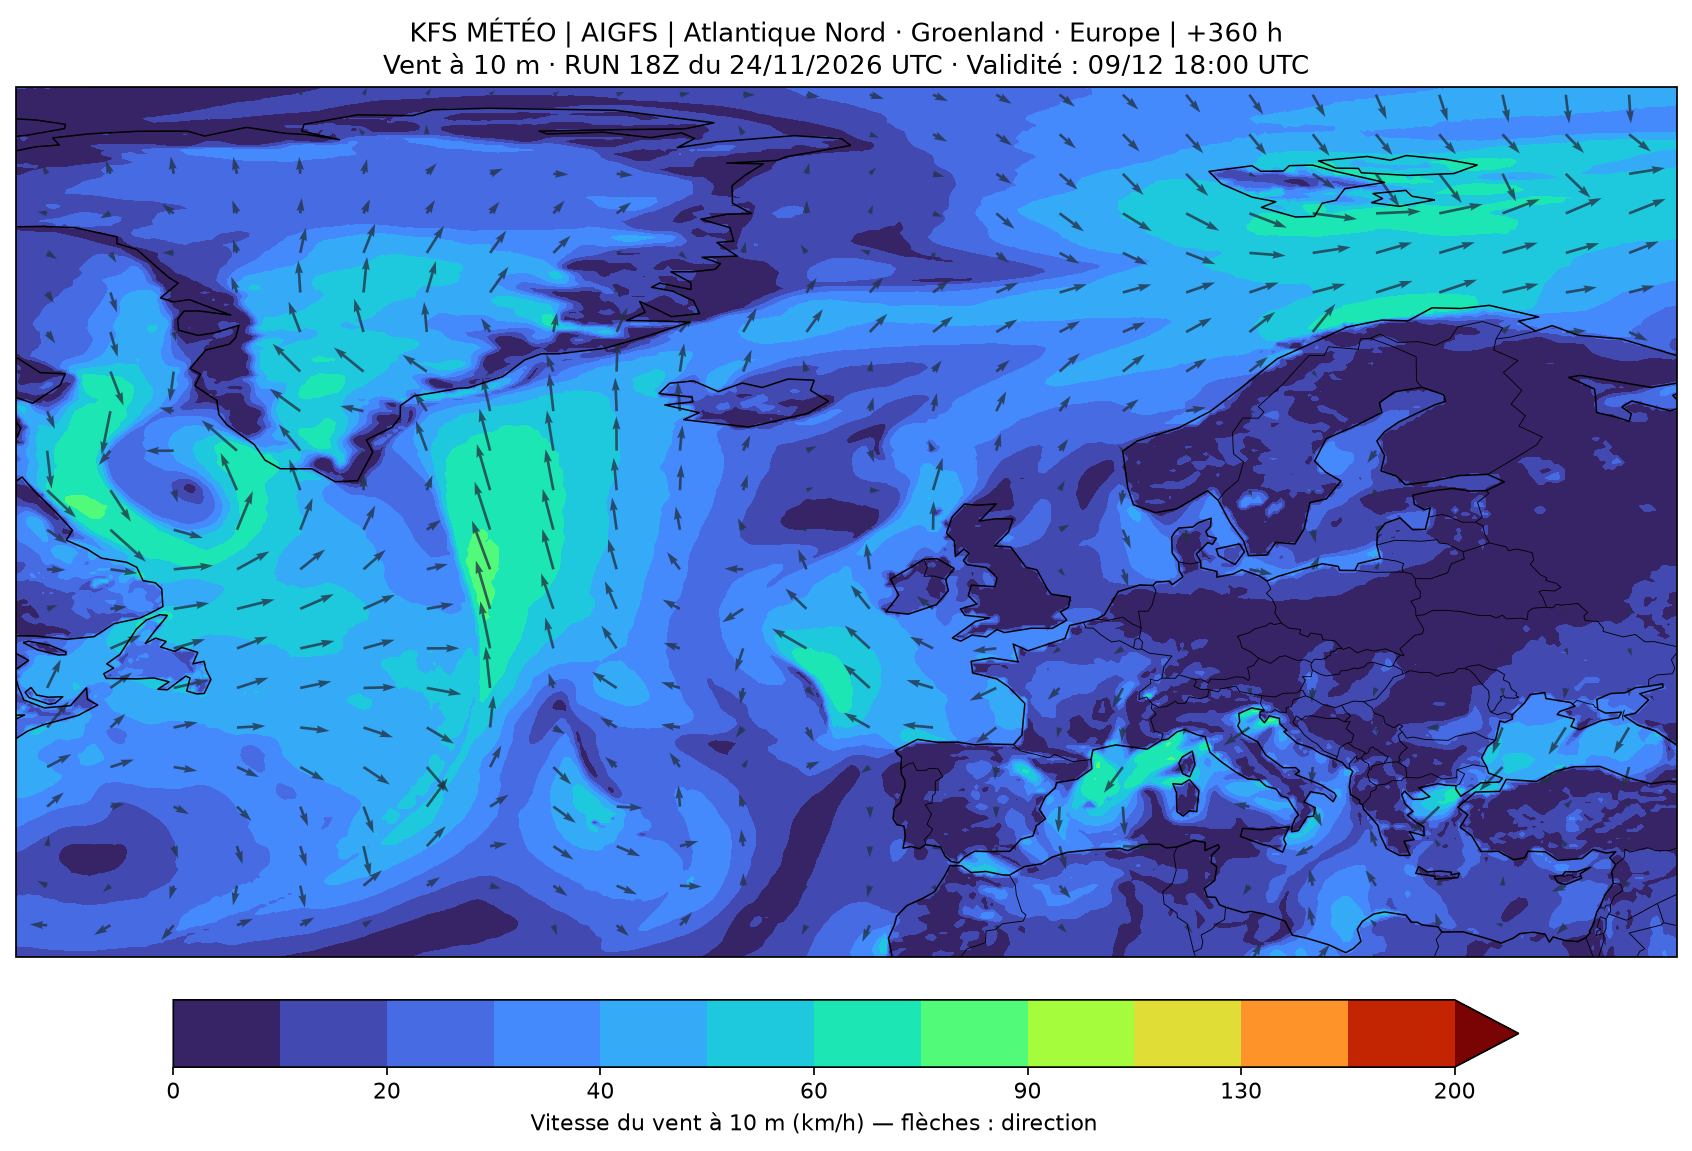 KFS MÉTÉO | AIGFS | Atlantique Nord · Groenland · Europe | +360 h
Vent à 10 m · RUN 18Z du 24/11/2026 UTC · Validité : 09/12 18:00 UTC
0 20 40 60 90 130 200
Vitesse du vent à 10 m (km/h) — flèches : direction